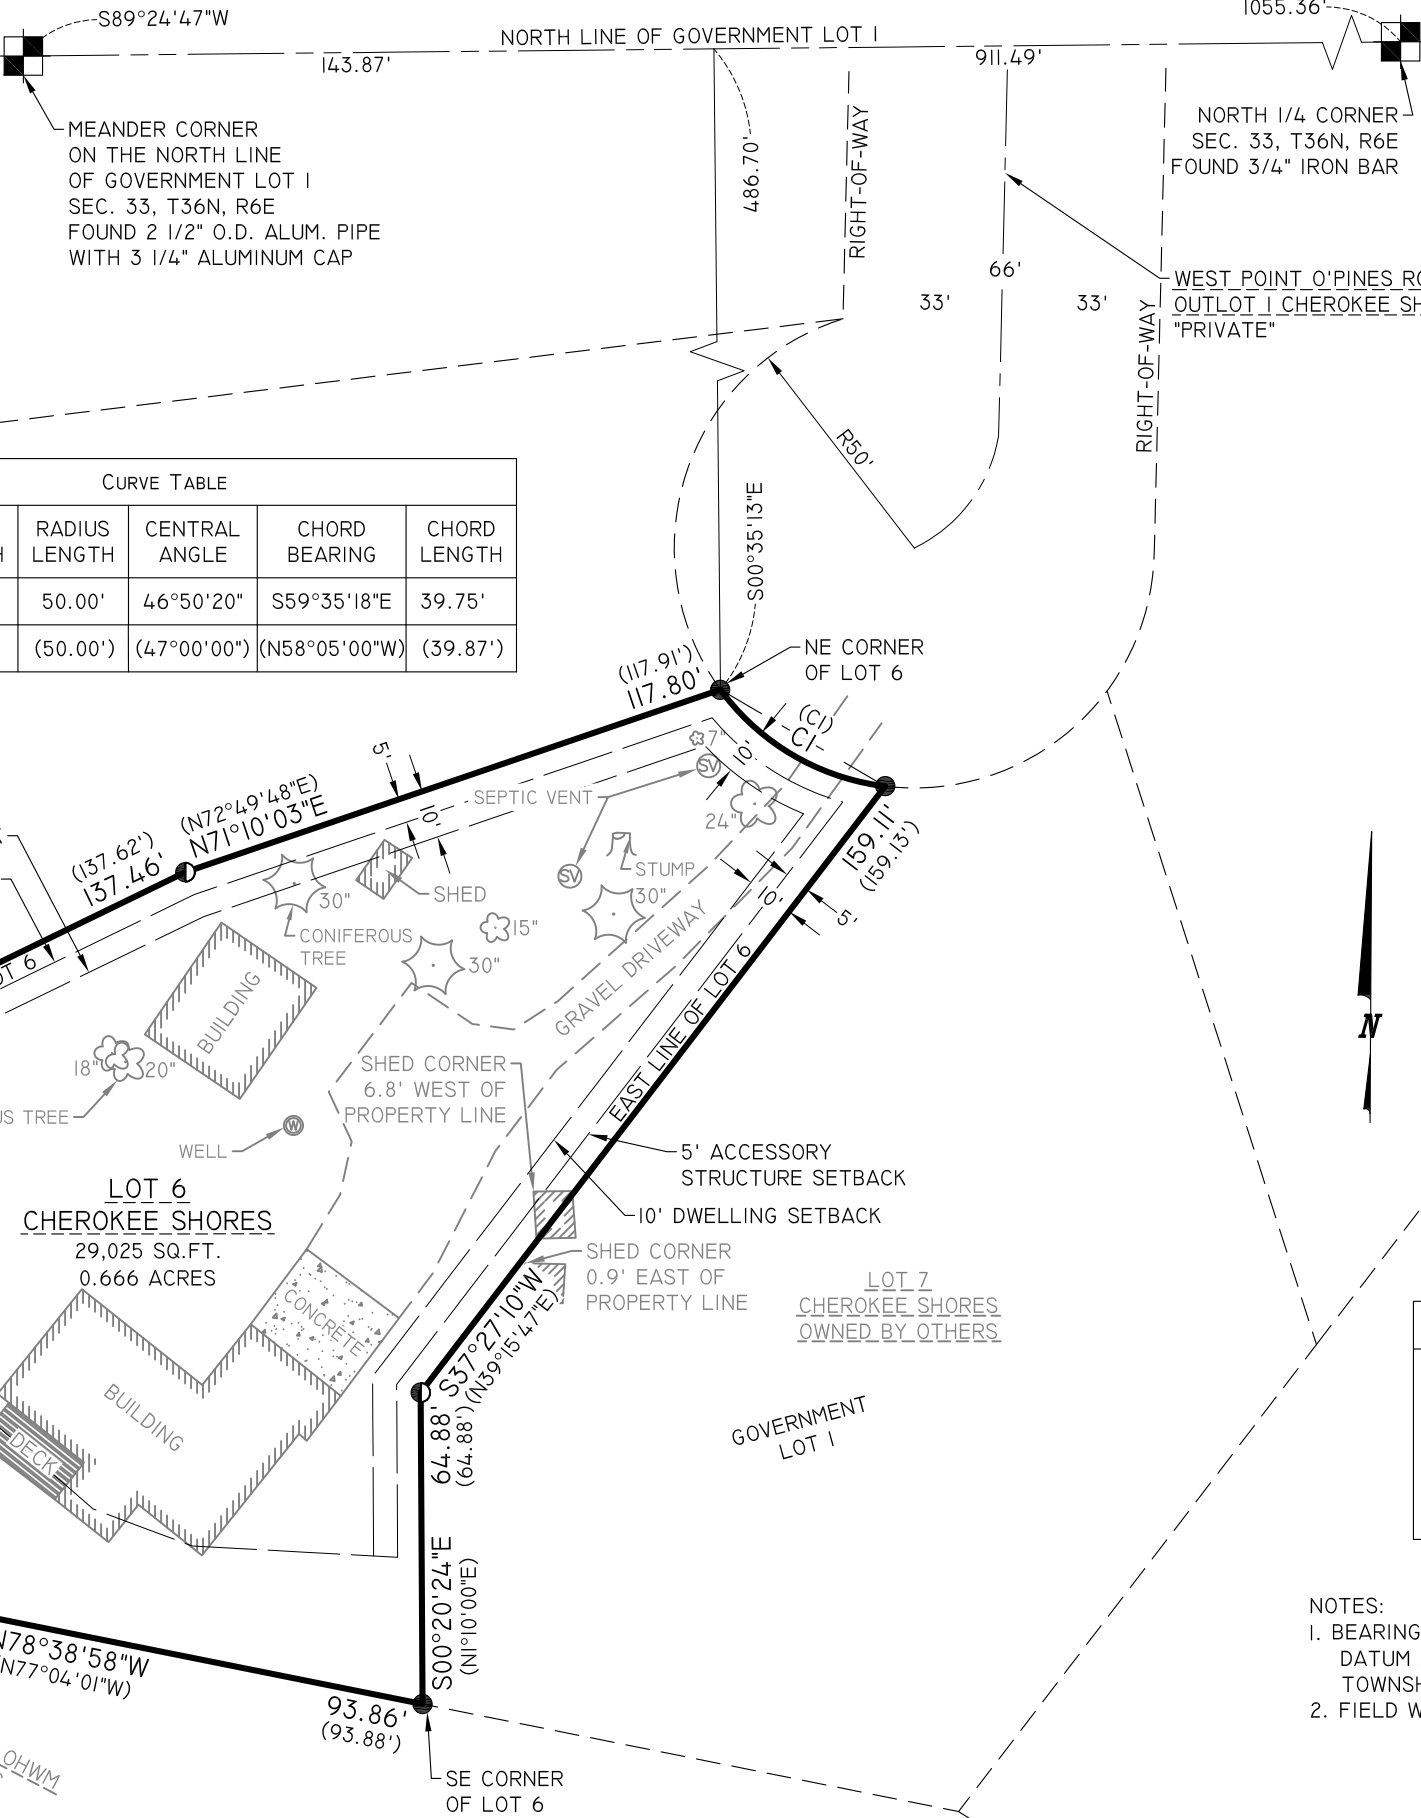 S89°24'47"W
NORTH LINE OF GOVERNMENT LOT 1
1055.36'
143.87'
911.49'
MEANDER CORNER
ON THE NORTH LINE
OF GOVERNMENT LOT 1
SEC. 33, T36N, R6E
FOUND 2 1/2" O.D. ALUM. PIPE
WITH 3 1/4" ALUMINUM CAP
486.70'
RIGHT-OF-WAY
NORTH 1/4 CORNER
SEC. 33, T36N, R6E
FOUND 3/4" IRON BAR
66'
33'
33'
WEST POINT O'PINES
OUTLOT 1 CHEROKEE
"PRIVATE"
RIGHT-OF-WAY
R50'
CURVE TABLE
RADIUS
LENGTH
CENTRAL
ANGLE
CHORD
BEARING
CHORD
LENGTH
50.00'
46°50'20"
S59°35'18"E
39.75'
(50.00')
(47°00'00")
(N58°05'00"W)
(39.87')
S00°35'13"E
NE CORNER
OF LOT 6
(117.91')
117.80'
(C1)
C1
5'
10'
7"
10'
SV
SEPTIC VENT
24"
(N72°49'48"E)
N71°10'03"E
(137.62')
137.46'
159.11'
(159.13')
STUMP
SV
30"
SHED
30"
15"
10'
5'
CONIFEROUS
TREE
30"
LOT 6
BUILDING
GRAVEL DRIVEWAY
EAST LINE OF LOT 6
N
18"
20"
TREE
SHED CORNER
6.8' WEST OF
PROPERTY LINE
WELL
W
5' ACCESSORY
STRUCTURE SETBACK
10' DWELLING SETBACK
LOT 6
CHEROKEE SHORES
29,025 SQ.FT.
0.666 ACRES
SHED CORNER
0.9' EAST OF
PROPERTY LINE
LOT 7
CHEROKEE SHORES
OWNED BY OTHERS
CONCRETE
S37°27'10"W
(N39°15'47"E)
BUILDING
DECK
GOVERNMENT
LOT 1
64.88'
(64.88')
S00°20'24"E
(N1°10'00"E)
N78°38'58"W
N77°04'01"W)
93.86'
(93.88')
NOTES:
1. BEARING
DATUM
2. FIELD
OHWM
SE CORNER
OF LOT 6